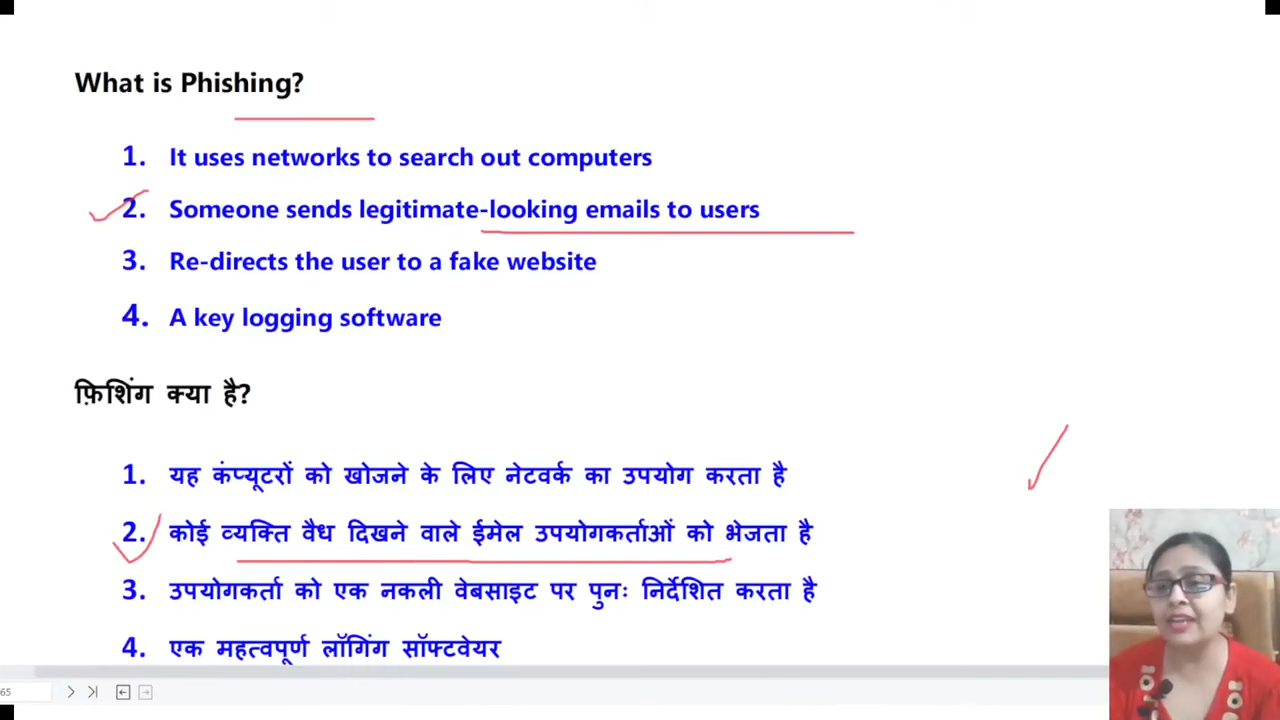 What is Phishing?
1. It uses networks to search out computers
2. Someone sends legitimate-looking emails to users
3. Re-directs the user to a fake website
4. A key logging software
फ़िशिंग क्या है?
1. यह कंप्यूटरों को खोजने के लिए नेटवर्क का उपयोग करता है
2. कोई व्यक्ति वैध दिखने वाले ईमेल उपयोगकर्ताओं को भेजता है
3. उपयोगकर्ता को एक नकली वेबसाइट पर पुनः निर्देशित करता है
4. एक महत्वपूर्ण लॉगिंग सॉफ्टवेयर
65